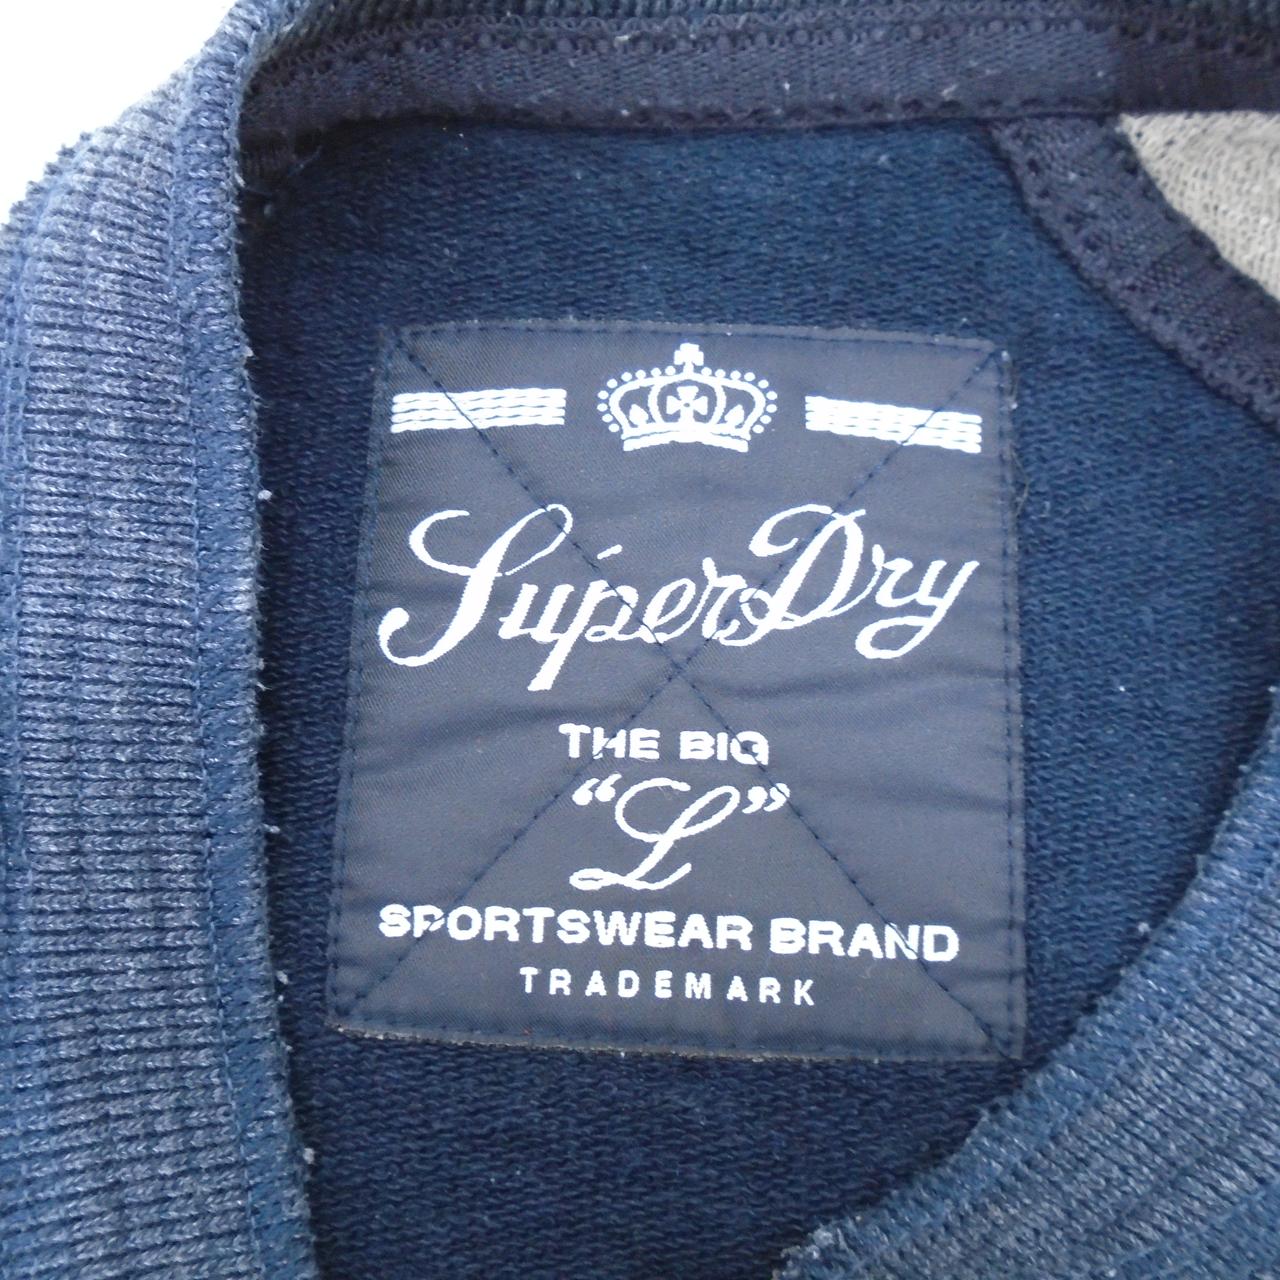 SuperDry
THE BIG
“L”
SPORTSWEAR BRAND
TRADEMARK